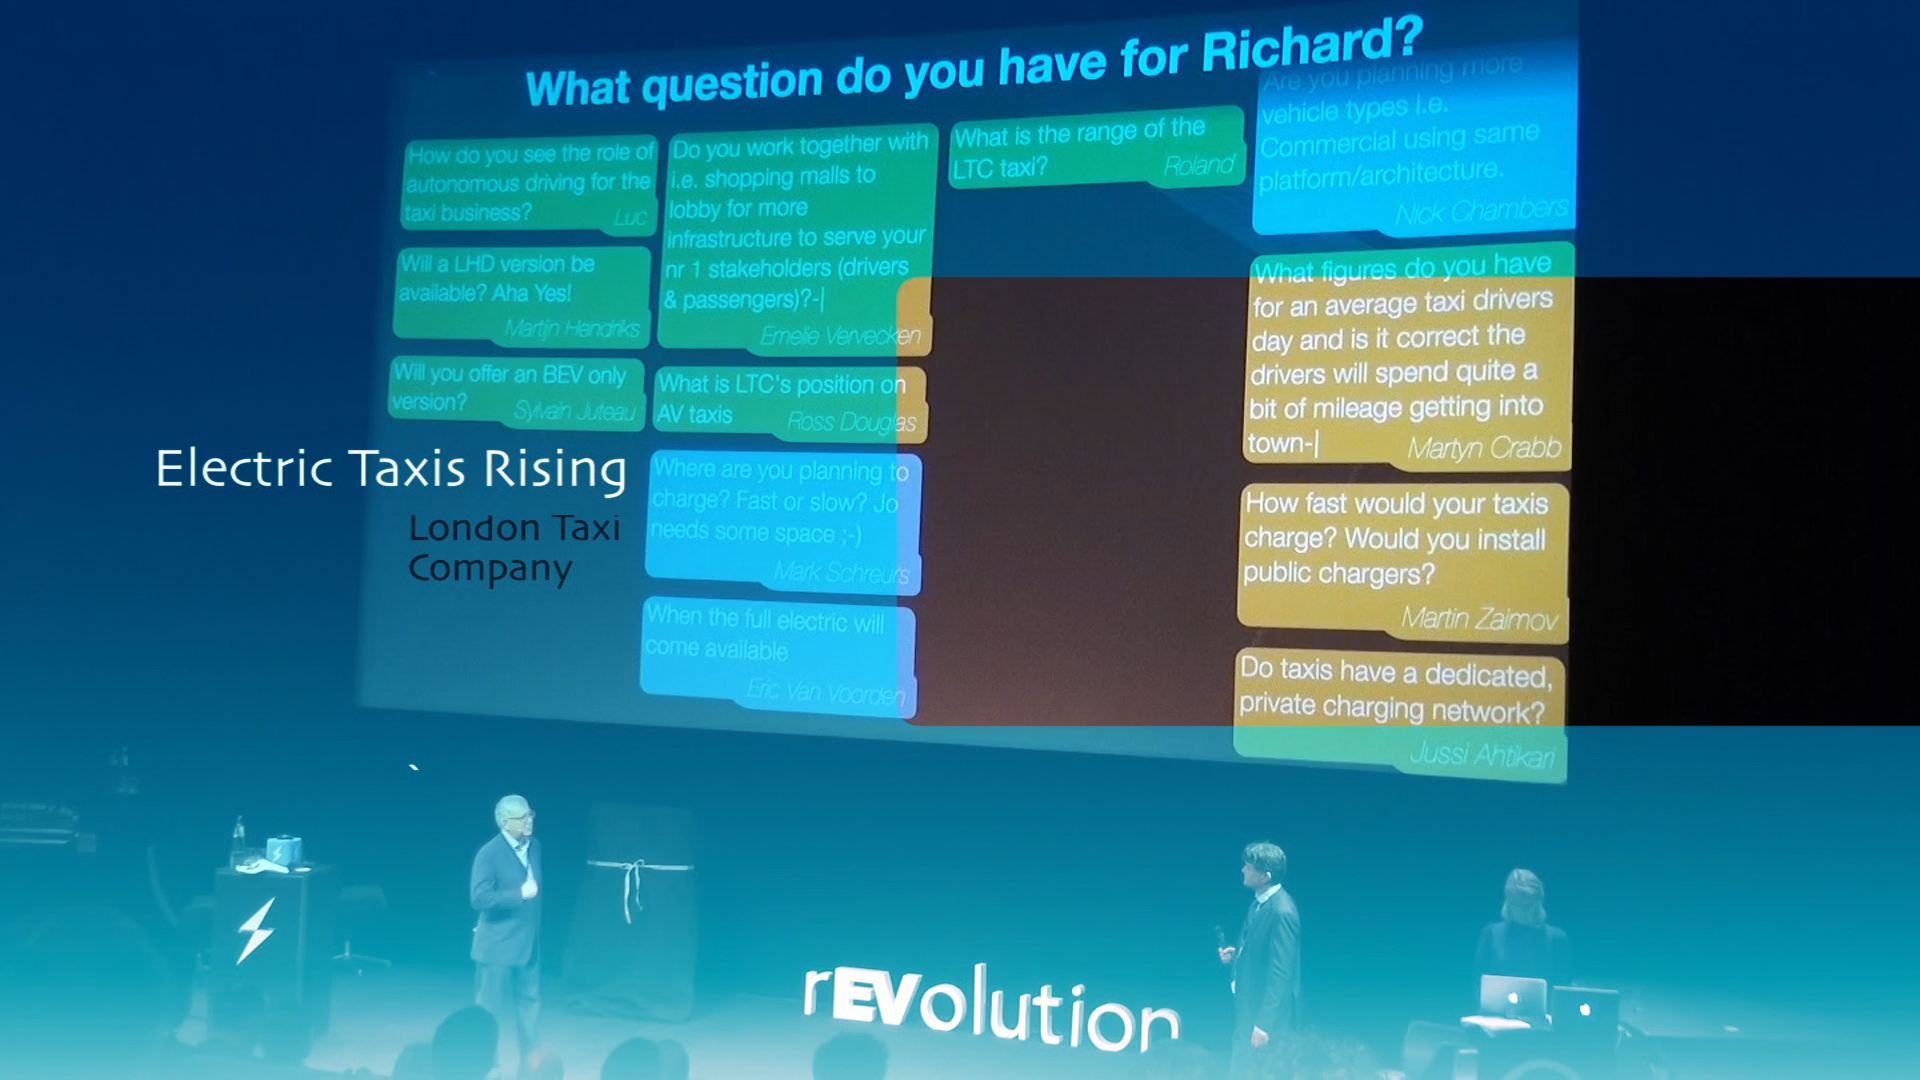 What question do you have for Richard?
How do you see the role of
autonomous driving for the
taxi business?
Luc
Will a LHD version be
available? Aha Yes!
Martijn Hendriks
Will you offer an BEV only
version?
Sylvain Juteau
Do you work together with
i.e. shopping malls to
lobby for more
infrastructure to serve your
nr 1 stakeholders (drivers
& passengers)?-|
Emelle Vervecken
What is LTC's position on
AV taxis
Ross Douglas
Where are you planning to
charge? Fast or slow? Jo
needs some space ;-)
Mark Schreurs
When the full electric will
come available
Eric Van Voorden
What is the range of the
LTC taxi?
Roland
Are you planning more
vehicle types i.e.
Commercial using same
platform/architecture.
Nick Chambers
What figures do you have
for an average taxi drivers
day and is it correct the
drivers will spend quite a
bit of mileage getting into
town-|
Martyn Crabb
How fast would your taxis
charge? Would you install
public chargers?
Martin Zaimov
Do taxis have a dedicated,
private charging network?
Jussi Ahtikari
Electric Taxis Rising
London Taxi
Company
`
rEVolution